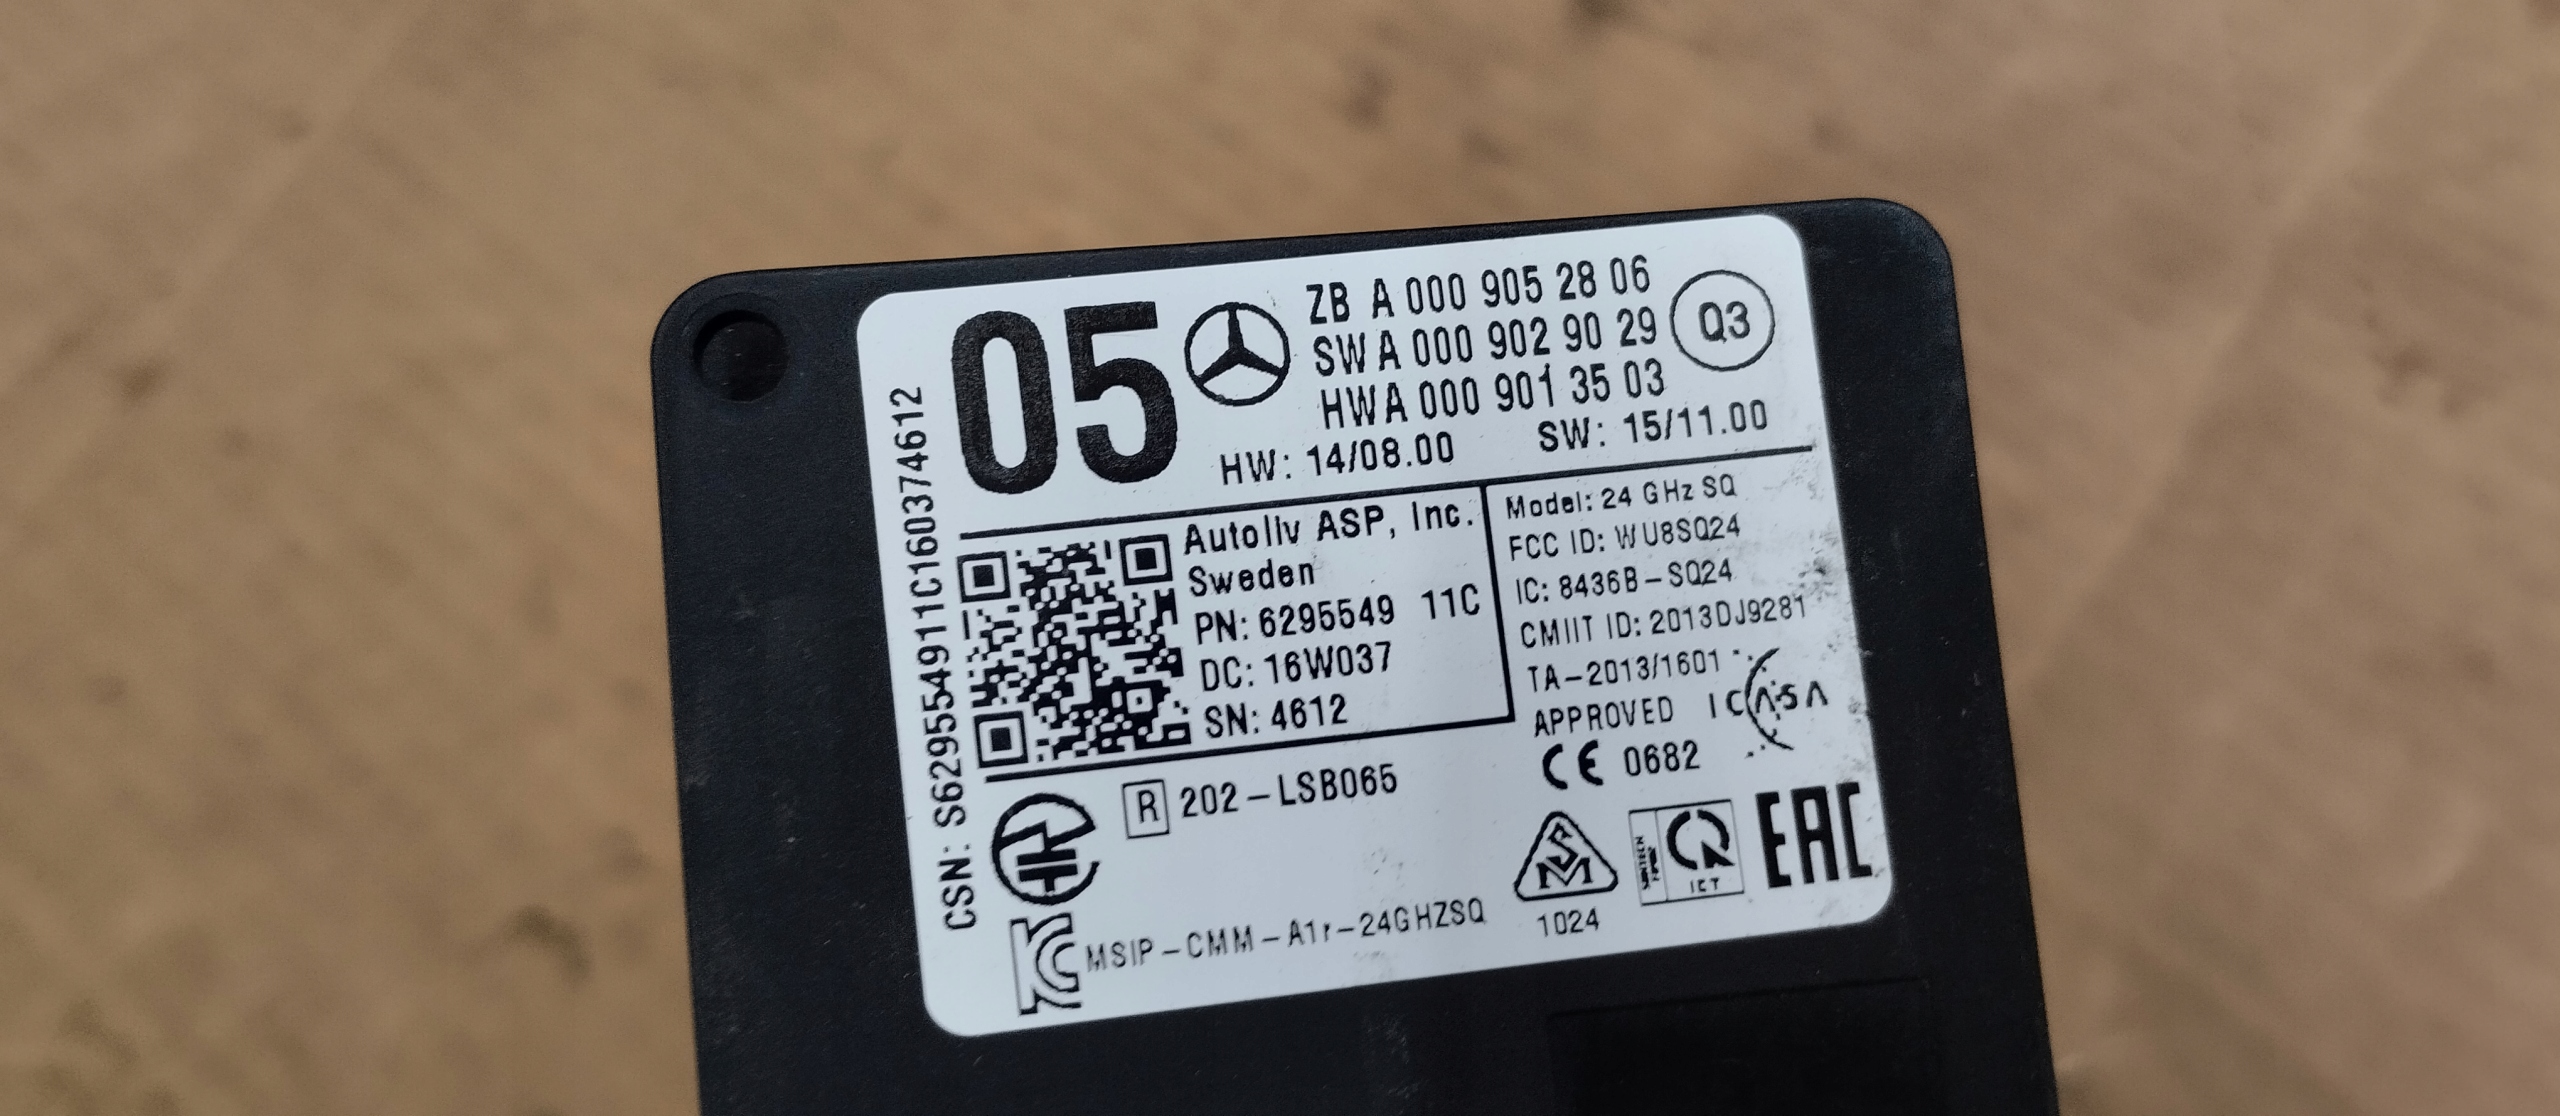 05
ZB A 000 905 28 06
SW A 000 902 90 29
HW A 000 901 35 03
Q3
HW: 14/08.00 SW: 15/11.00
CSN: S629554911C160374612
Autoliv ASP, Inc.
Sweden
PN: 6295549 11C
DC: 16W037
SN: 4612
Model: 24 GHz SQ
FCC ID: WU8SQ24
IC: 8436B-SQ24
CMIIT ID: 2013DJ9281
TA-2013/1601
APPROVED ICASA
CE 0682
R 202-LSB065
MSIP-CMM-A1r-24GHZSQ
1024
ICT
EAC